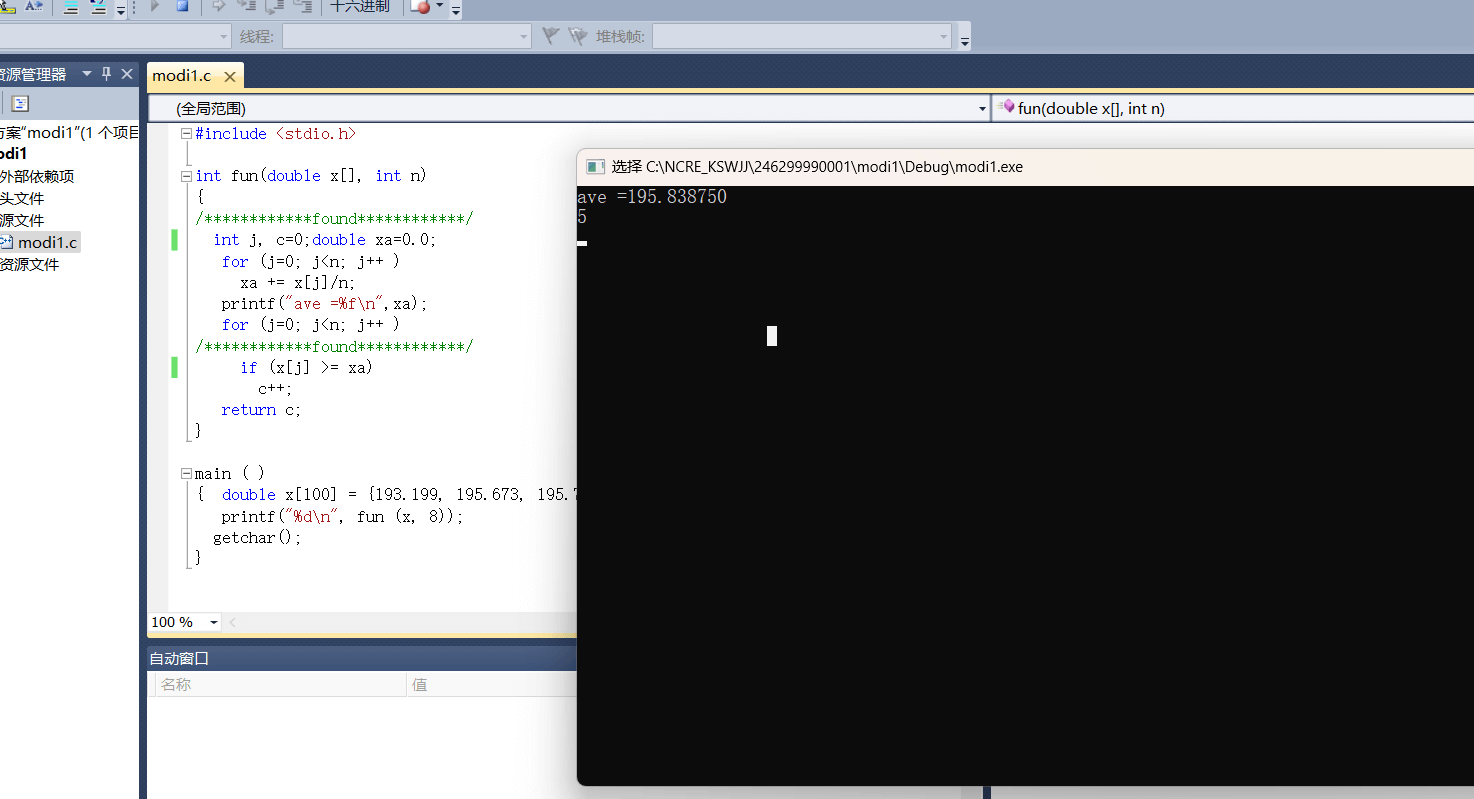 十六进制
线程:
堆栈帧:
资源管理器
modi1.c
(全局范围)
fun(double x[], int n)
方案"modi1"(1 个项目
odi1
外部依赖项
头文件
源文件
modi1.c
资源文件
#include <stdio.h>
int fun(double x[], int n)
{
/************found************/
int j, c=0;double xa=0.0;
for (j=0; j<n; j++ )
xa += x[j]/n;
printf("ave =%f\n",xa);
for (j=0; j<n; j++ )
/************found************/
if (x[j] >= xa)
c++;
return c;
}
main ( )
{ double x[100] = {193.199, 195.673, 195.7
printf("%d\n", fun (x, 8));
getchar();
}
100 %
自动窗口
名称
值
选择 C:\NCRE_KSWJJ\246299990001\modi1\Debug\modi1.exe
ave =195.838750
5